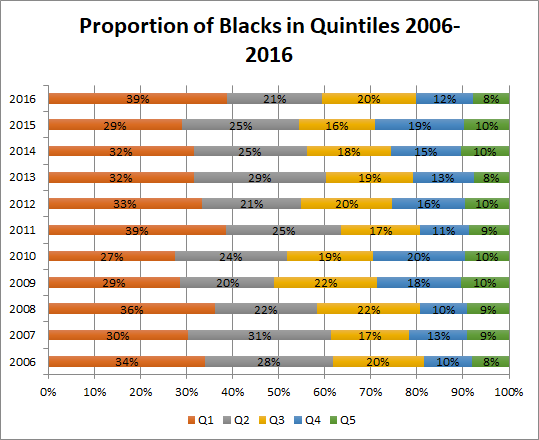 Proportion of Blacks in Quintiles 2006-
2016
2016 39% 21% 20% 12% 8%
2015 29% 25% 16% 19% 10%
2014 32% 25% 18% 15% 10%
2013 32% 29% 19% 13% 8%
2012 33% 21% 20% 16% 10%
2011 39% 25% 17% 11% 9%
2010 27% 24% 19% 20% 10%
2009 29% 20% 22% 18% 10%
2008 36% 22% 22% 10% 9%
2007 30% 31% 17% 13% 9%
2006 34% 28% 20% 10% 8%
0% 10% 20% 30% 40% 50% 60% 70% 80% 90% 100%
Q1 Q2 Q3 Q4 Q5